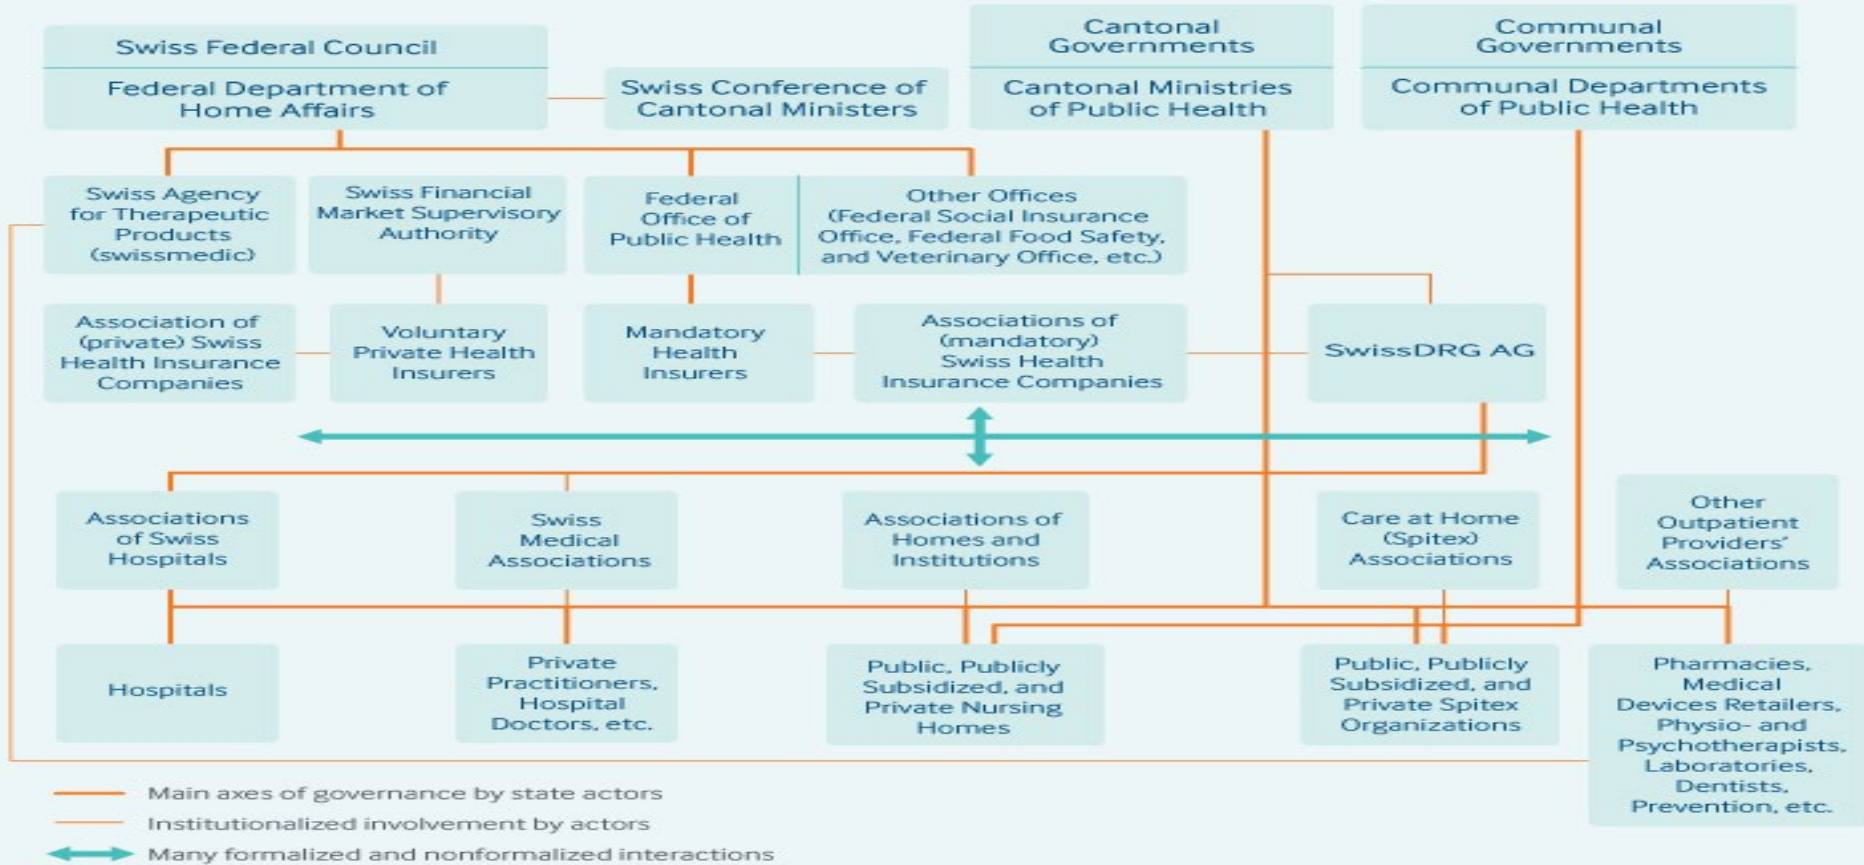 Swiss Federal Council
Federal Department of
Home Affairs
Swiss Conference of
Cantonal Ministers
Cantonal
Governments
Cantonal Ministries
of Public Health
Communal
Governments
Communal Departments
of Public Health
Swiss Agency
for Therapeutic
Products
(swissmedic)
Swiss Financial
Market Supervisory
Authority
Federal
Office of
Public Health
Other Offices
(Federal Social Insurance
Office, Federal Food Safety,
and Veterinary Office, etc.)
Association of
(private) Swiss
Health Insurance
Companies
Voluntary
Private Health
Insurers
Mandatory
Health
Insurers
Associations of
(mandatory)
Swiss Health
Insurance Companies
SwissDRG AG
Associations
of Swiss
Hospitals
Swiss
Medical
Associations
Associations of
Homes and
Institutions
Care at Home
(Spitex)
Associations
Other
Outpatient
Providers'
Associations
Hospitals
Private
Practitioners,
Hospital
Doctors, etc.
Public, Publicly
Subsidized, and
Private Nursing
Homes
Public, Publicly
Subsidized, and
Private Spitex
Organizations
Pharmacies,
Medical
Devices Retailers,
Physio- and
Psychotherapists,
Laboratories,
Dentists,
Prevention, etc.
Main axes of governance by state actors
Institutionalized involvement by actors
Many formalized and nonformalized interactions